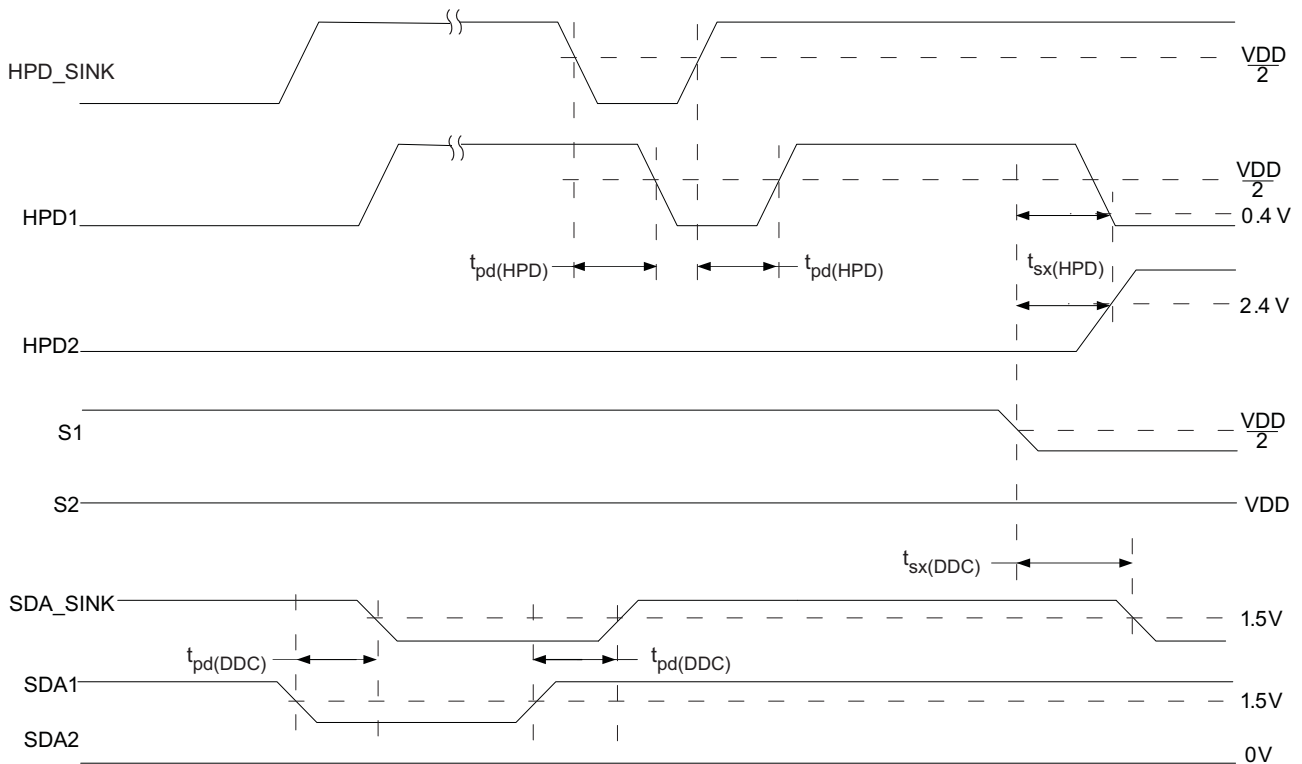 HPD_SINK
VDD
2
HPD1
VDD
2
0.4 V
tpd(HPD)
tpd(HPD)
tsx(HPD)
2.4 V
HPD2
S1
VDD
2
S2
VDD
tsx(DDC)
SDA_SINK
1.5V
tpd(DDC)
tpd(DDC)
SDA1
1.5V
SDA2
0V